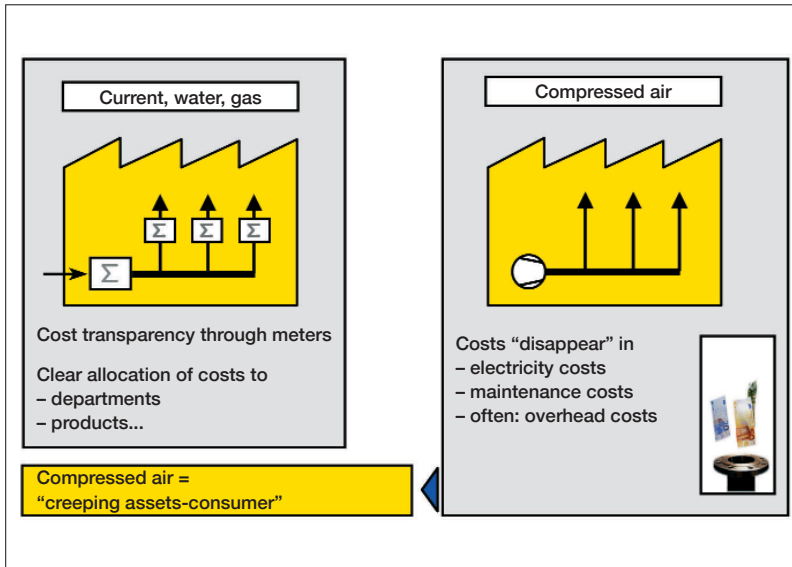 Current, water, gas
Σ
Σ
Σ
Σ
Cost transparency through meters
Clear allocation of costs to
– departments
– products...
Compressed air
Costs “disappear” in
– electricity costs
– maintenance costs
– often: overhead costs
Compressed air =
“creeping assets-consumer”